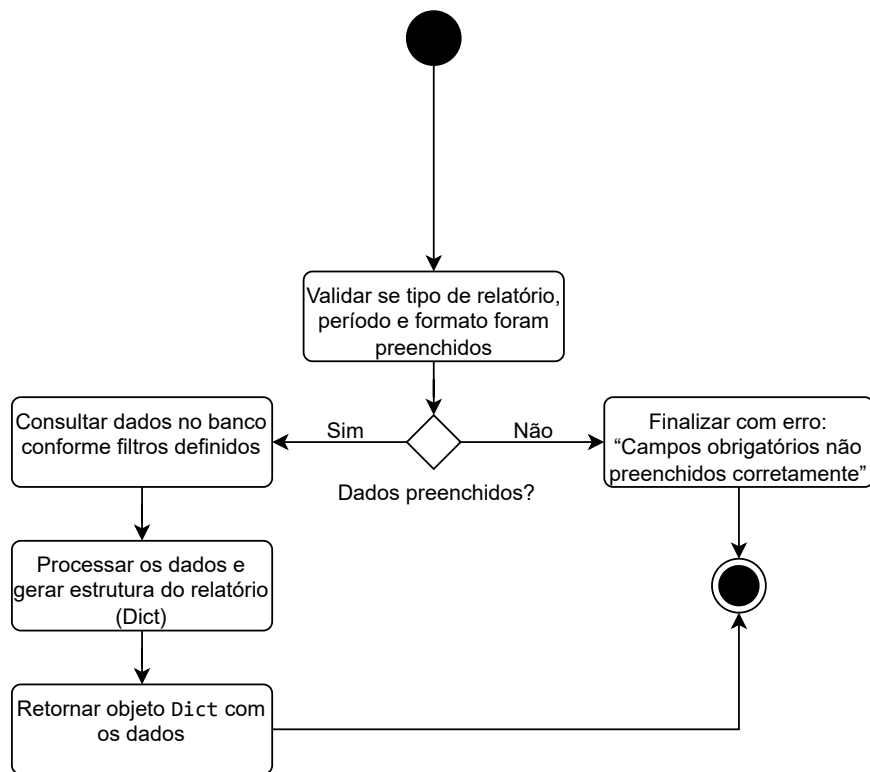 Validar se tipo de relatório,
período e formato foram
preenchidos
Consultar dados no banco
conforme filtros definidos
Sim
Não
Finalizar com erro:
“Campos obrigatórios não
preenchidos corretamente”
Dados preenchidos?
Processar os dados e
gerar estrutura do relatório
(Dict)
Retornar objeto Dict com
os dados